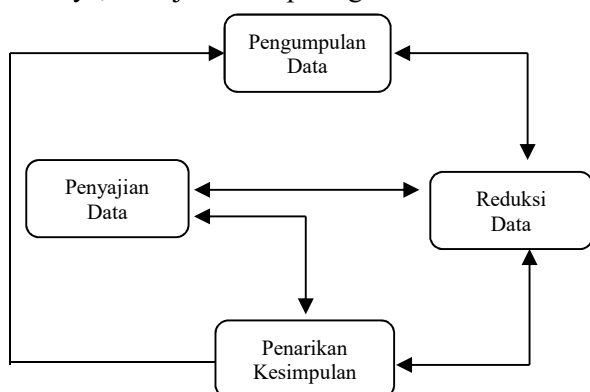 Pengumpulan
Data
Penyajian
Data
Reduksi
Data
Penarikan
Kesimpulan